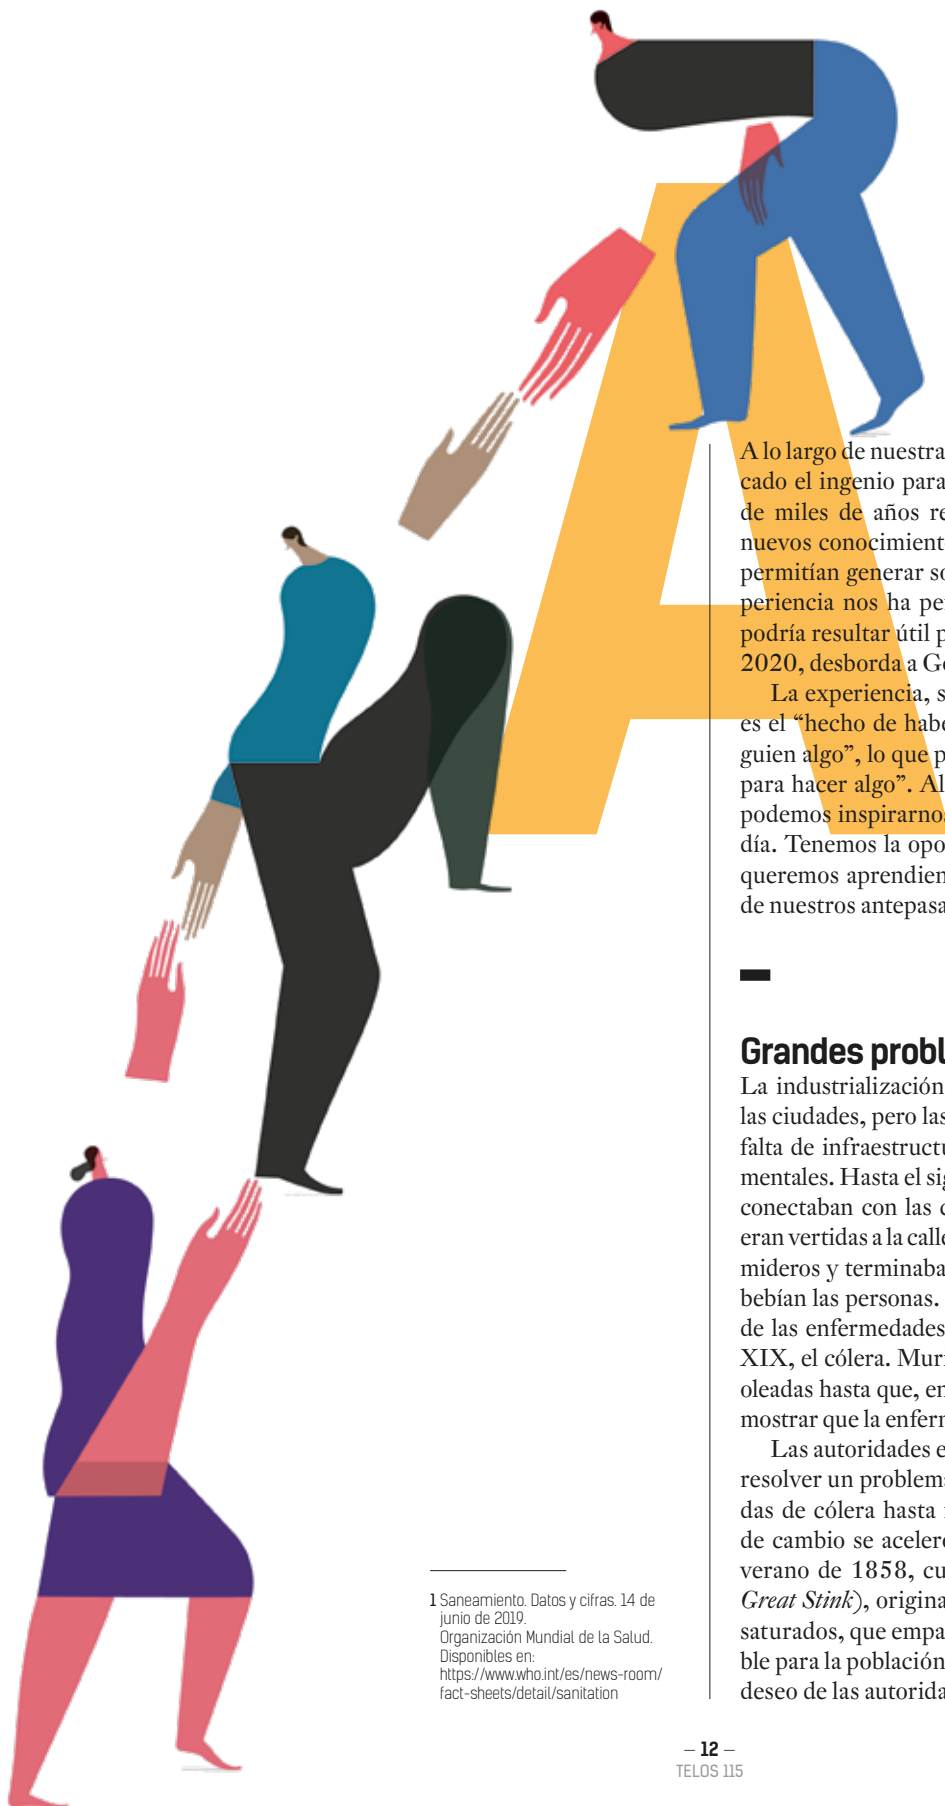 A lo largo de nuestra
cado el ingenio para
de miles de años re
nuevos conocimient
permitían generar so
periencia nos ha per
podría resultar útil p
2020, desborda a Go
La experiencia, s
es el “hecho de habe
guien algo”, lo que p
para hacer algo”. Al
podemos inspirarnos
día. Tenemos la opo
queremos aprendien
de nuestros antepasa
Grandes probl
La industrialización
las ciudades, pero las
falta de infraestructu
mentales. Hasta el sig
conectaban con las c
eran vertidas a la calle
mideros y terminaba
bebían las personas.
de las enfermedades
XIX, el cólera. Muri
oleadas hasta que, en
mostrar que la enferm
Las autoridades e
resolver un problema
das de cólera hasta
de cambio se aceleró
verano de 1858, cu
Great Stink), origina
saturados, que empa
ble para la población
deseo de las autorida
1 Saneamiento. Datos y cifras. 14 de
junio de 2019.
Organización Mundial de la Salud.
Disponibles en:
https://www.who.int/es/news-room/
fact-sheets/detail/sanitation
– 12 –
TELOS 115